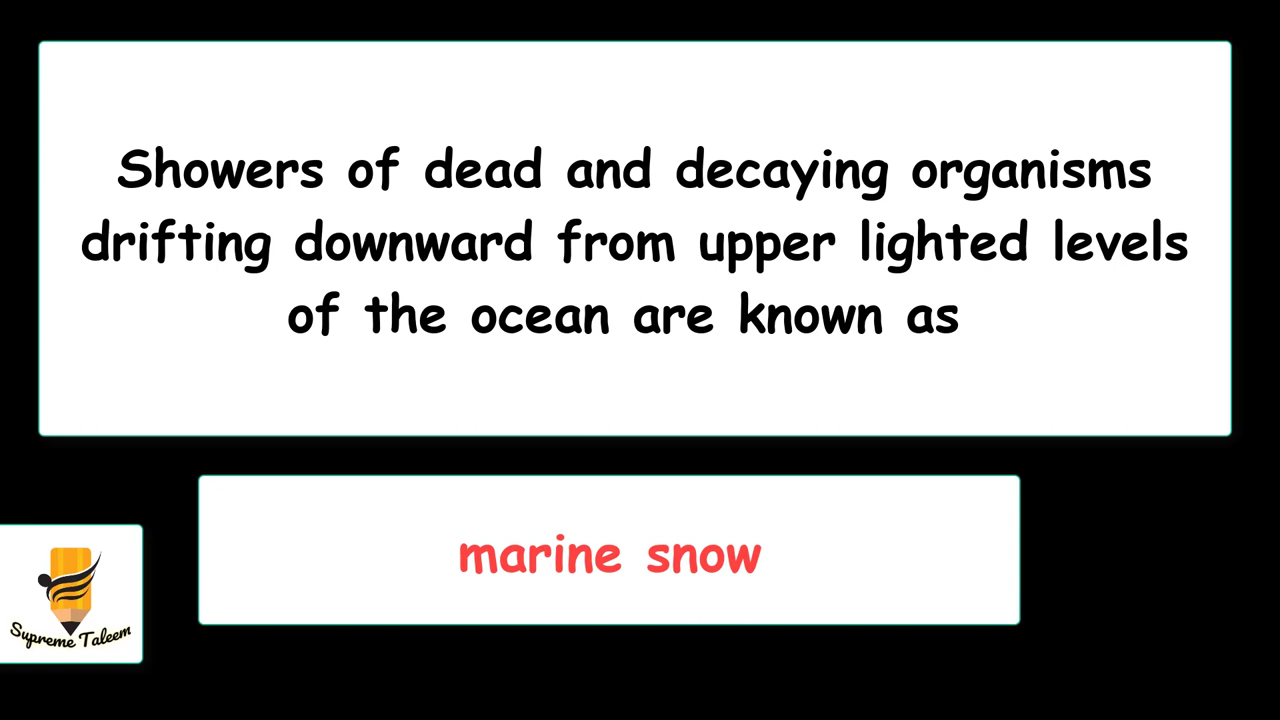 Showers of dead and decaying organisms
drifting downward from upper lighted levels
of the ocean are known as
marine snow
Supreme Taleem